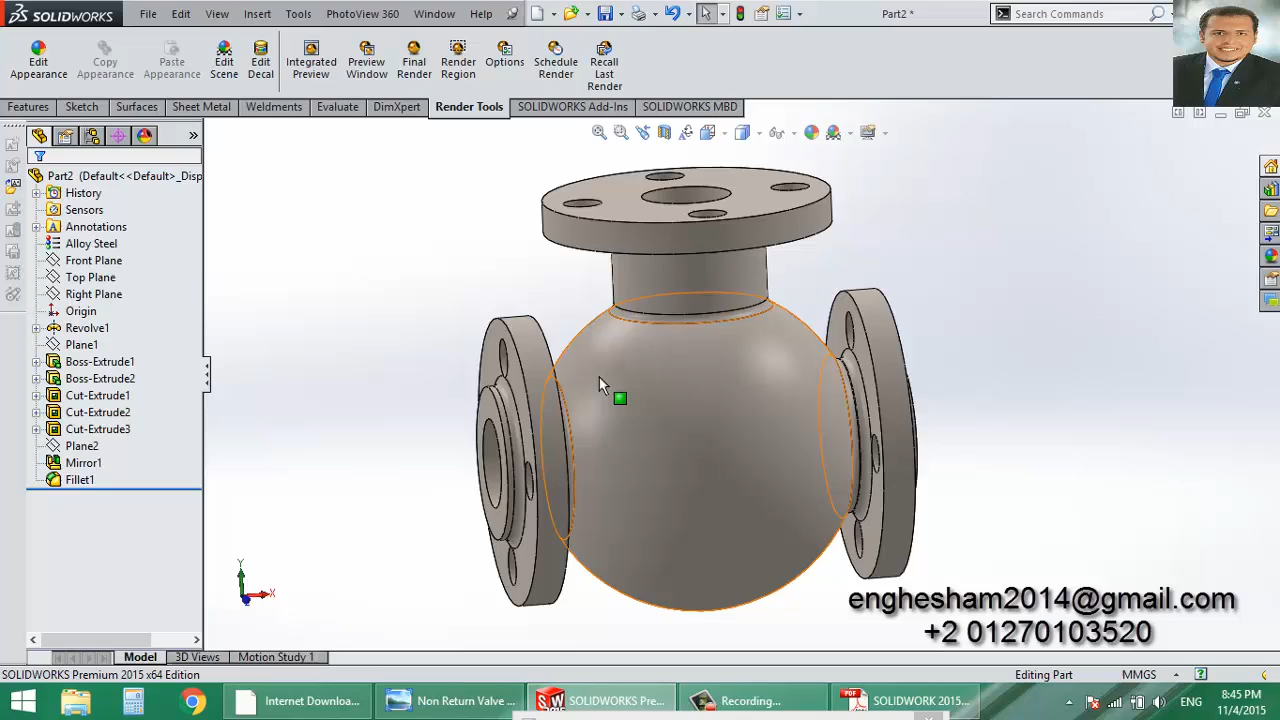 SOLIDWORKS File Edit View Insert Tools PhotoView 360 Window Help Part2 * Search Commands
Edit Appearance
Copy Appearance
Paste Appearance
Edit Scene
Edit Decal
Integrated Preview
Preview Window
Final Render
Render Region
Options
Schedule Render
Recall Last Render
Features Sketch Surfaces Sheet Metal Weldments Evaluate DimXpert Render Tools SOLIDWORKS Add-Ins SOLIDWORKS MBD
Part2 (Default<<Default>_Disp
History
Sensors
Annotations
Alloy Steel
Front Plane
Top Plane
Right Plane
Origin
Revolve1
Plane1
Boss-Extrude1
Boss-Extrude2
Cut-Extrude1
Cut-Extrude2
Cut-Extrude3
Plane2
Mirror1
Fillet1
Y
X
enghesham2014@gmail.com
+2 01270103520
Model 3D Views Motion Study 1
SOLIDWORKS Premium 2015 x64 Edition Editing Part MMGS
Internet Downloa... Non Return Valve ... SOLIDWORKS Pre... Recording... SOLIDWORK 2015... ENG 8:45 PM
11/4/2015